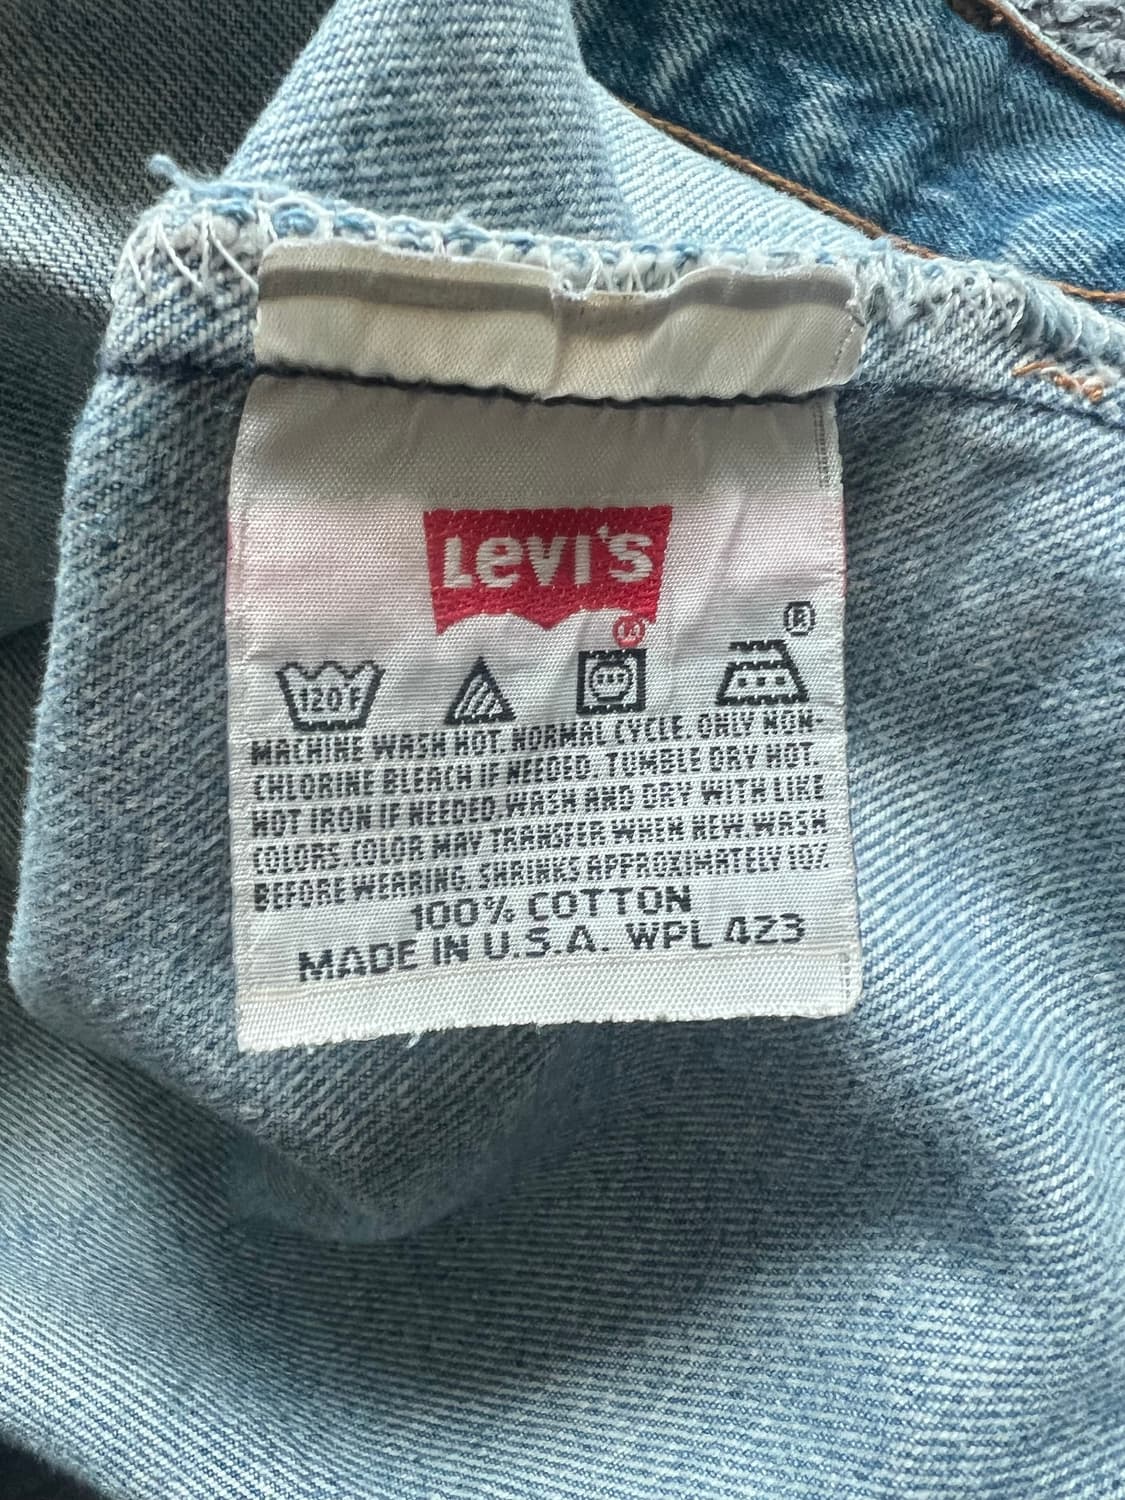 LEVI'S
®
®
120°F
MACHINE WASH HOT. NORMAL CYCLE. ONLY NON-
CHLORINE BLEACH IF NEEDED. TUMBLE DRY HOT.
HOT IRON IF NEEDED. WASH AND DRY WITH LIKE
COLORS. COLOR MAY TRANSFER WHEN NEW. WASH
BEFORE WEARING. SHRINKS APPROXIMATELY 10%
100% COTTON
MADE IN U.S.A. WPL 423